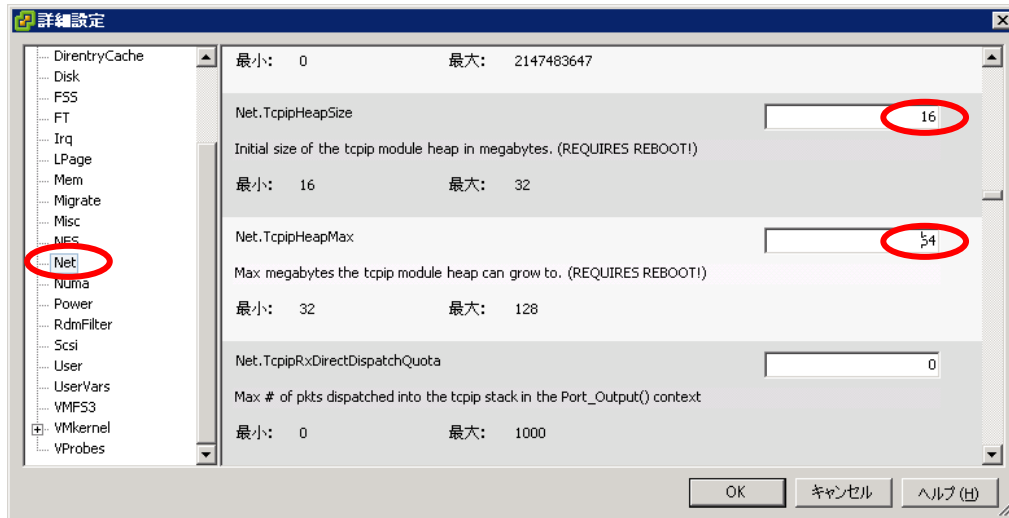 詳細設定
DirentryCache
Disk
FSS
FT
Irq
LPage
Mem
Migrate
Misc
NFS
Net
Numa
Power
RdmFilter
Scsi
User
UserVars
VMFS3
VMkernel
VProbes
最小: 0 最大: 2147483647
Net.TcpipHeapSize 16
Initial size of the tcpip module heap in megabytes. (REQUIRES REBOOT!)
最小: 16 最大: 32
Net.TcpipHeapMax
Max megabytes the tcpip module heap can grow to. (REQUIRES REBOOT!)
最小: 32 最大: 128
Net.TcpipRxDirectDispatchQuota 0
Max # of pkts dispatched into the tcpip stack in the Port_Output() context
最小: 0 最大: 1000
OK キャンセル ヘルプ(H)